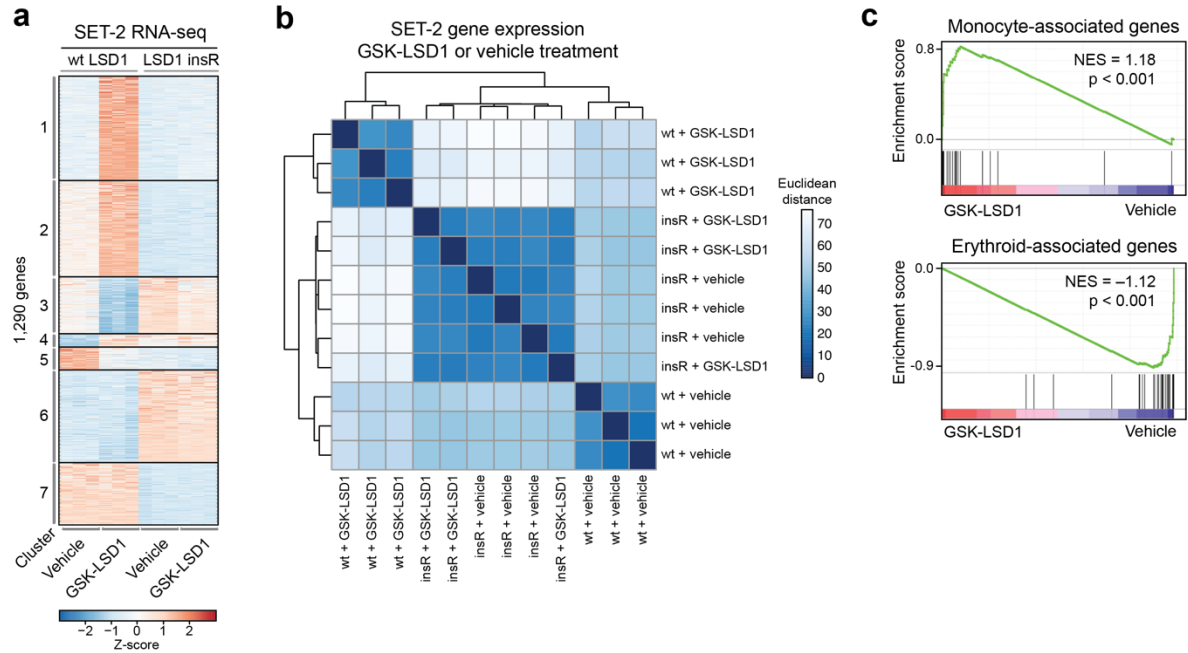 a
SET-2 RNA-seq
wt LSD1 LSD1 insR
1,290 genes
1
2
3
4
5
6
7
Cluster
Vehicle
GSK-LSD1
Vehicle
GSK-LSD1
−2 −1 0 1 2
Z-score
b
SET-2 gene expression
GSK-LSD1 or vehicle treatment
wt + GSK-LSD1
wt + GSK-LSD1
wt + GSK-LSD1
insR + GSK-LSD1
insR + GSK-LSD1
insR + vehicle
insR + vehicle
insR + vehicle
insR + GSK-LSD1
wt + vehicle
wt + vehicle
wt + vehicle
wt + GSK-LSD1
wt + GSK-LSD1
wt + GSK-LSD1
insR + GSK-LSD1
insR + GSK-LSD1
insR + vehicle
insR + vehicle
insR + vehicle
insR + GSK-LSD1
wt + vehicle
wt + vehicle
wt + vehicle
Euclidean
distance
70
60
50
40
30
20
10
0
c
Monocyte-associated genes
Enrichment score
0.8
0.0
NES = 1.18
p < 0.001
GSK-LSD1 Vehicle
Erythroid-associated genes
Enrichment score
0.0
-0.9
NES = −1.12
p < 0.001
GSK-LSD1 Vehicle